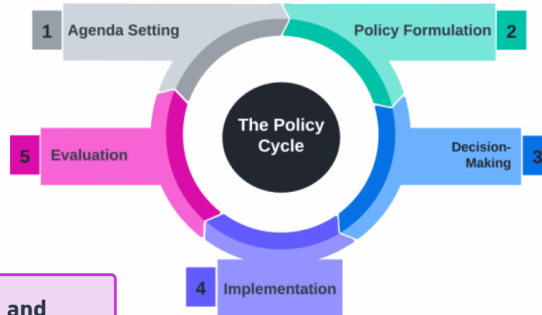 1 Agenda Setting
Policy Formulation 2
The Policy
Cycle
5 Evaluation
Decision-
Making 3
4 Implementation
and